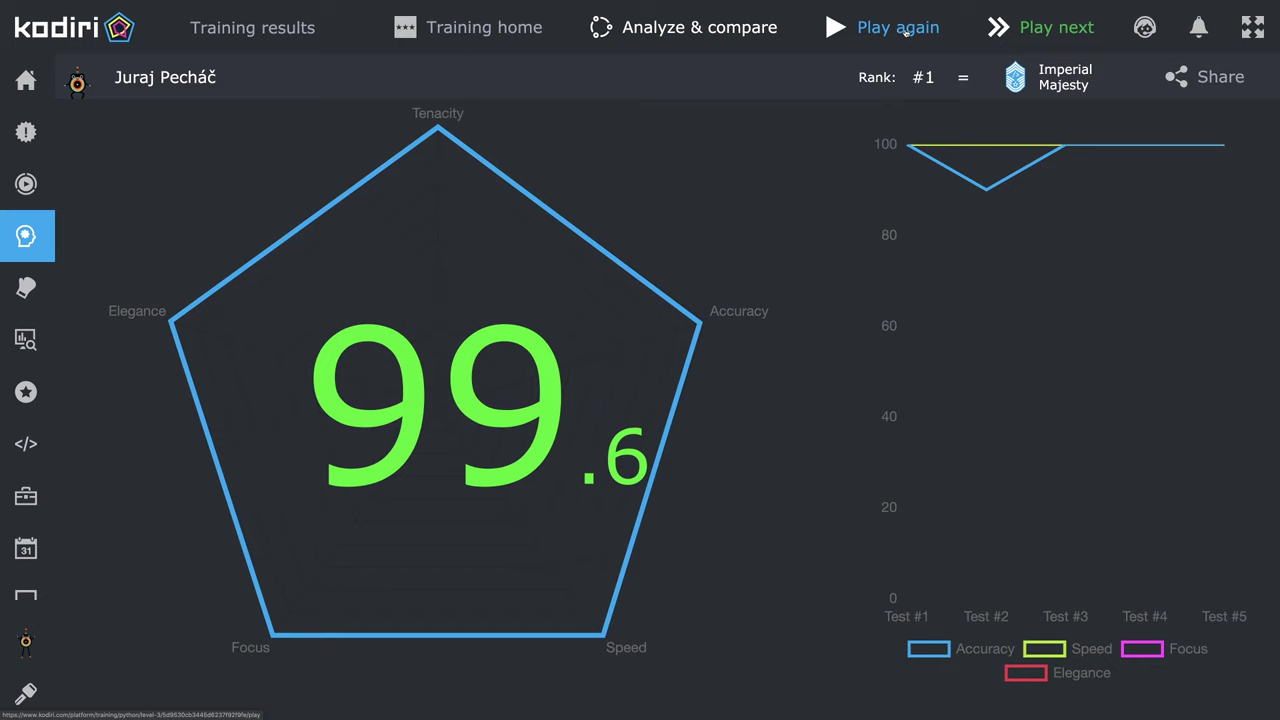 kodiri Training results Training home Analyze & compare Play again Play next
Juraj Pecháč Rank: #1 = Imperial Majesty Share
Tenacity
100
80
Elegance
Accuracy
60
99.6
40
20
0
Test #1 Test #2 Test #3 Test #4 Test #5
Focus
Speed
Accuracy Speed Focus
Elegance
31